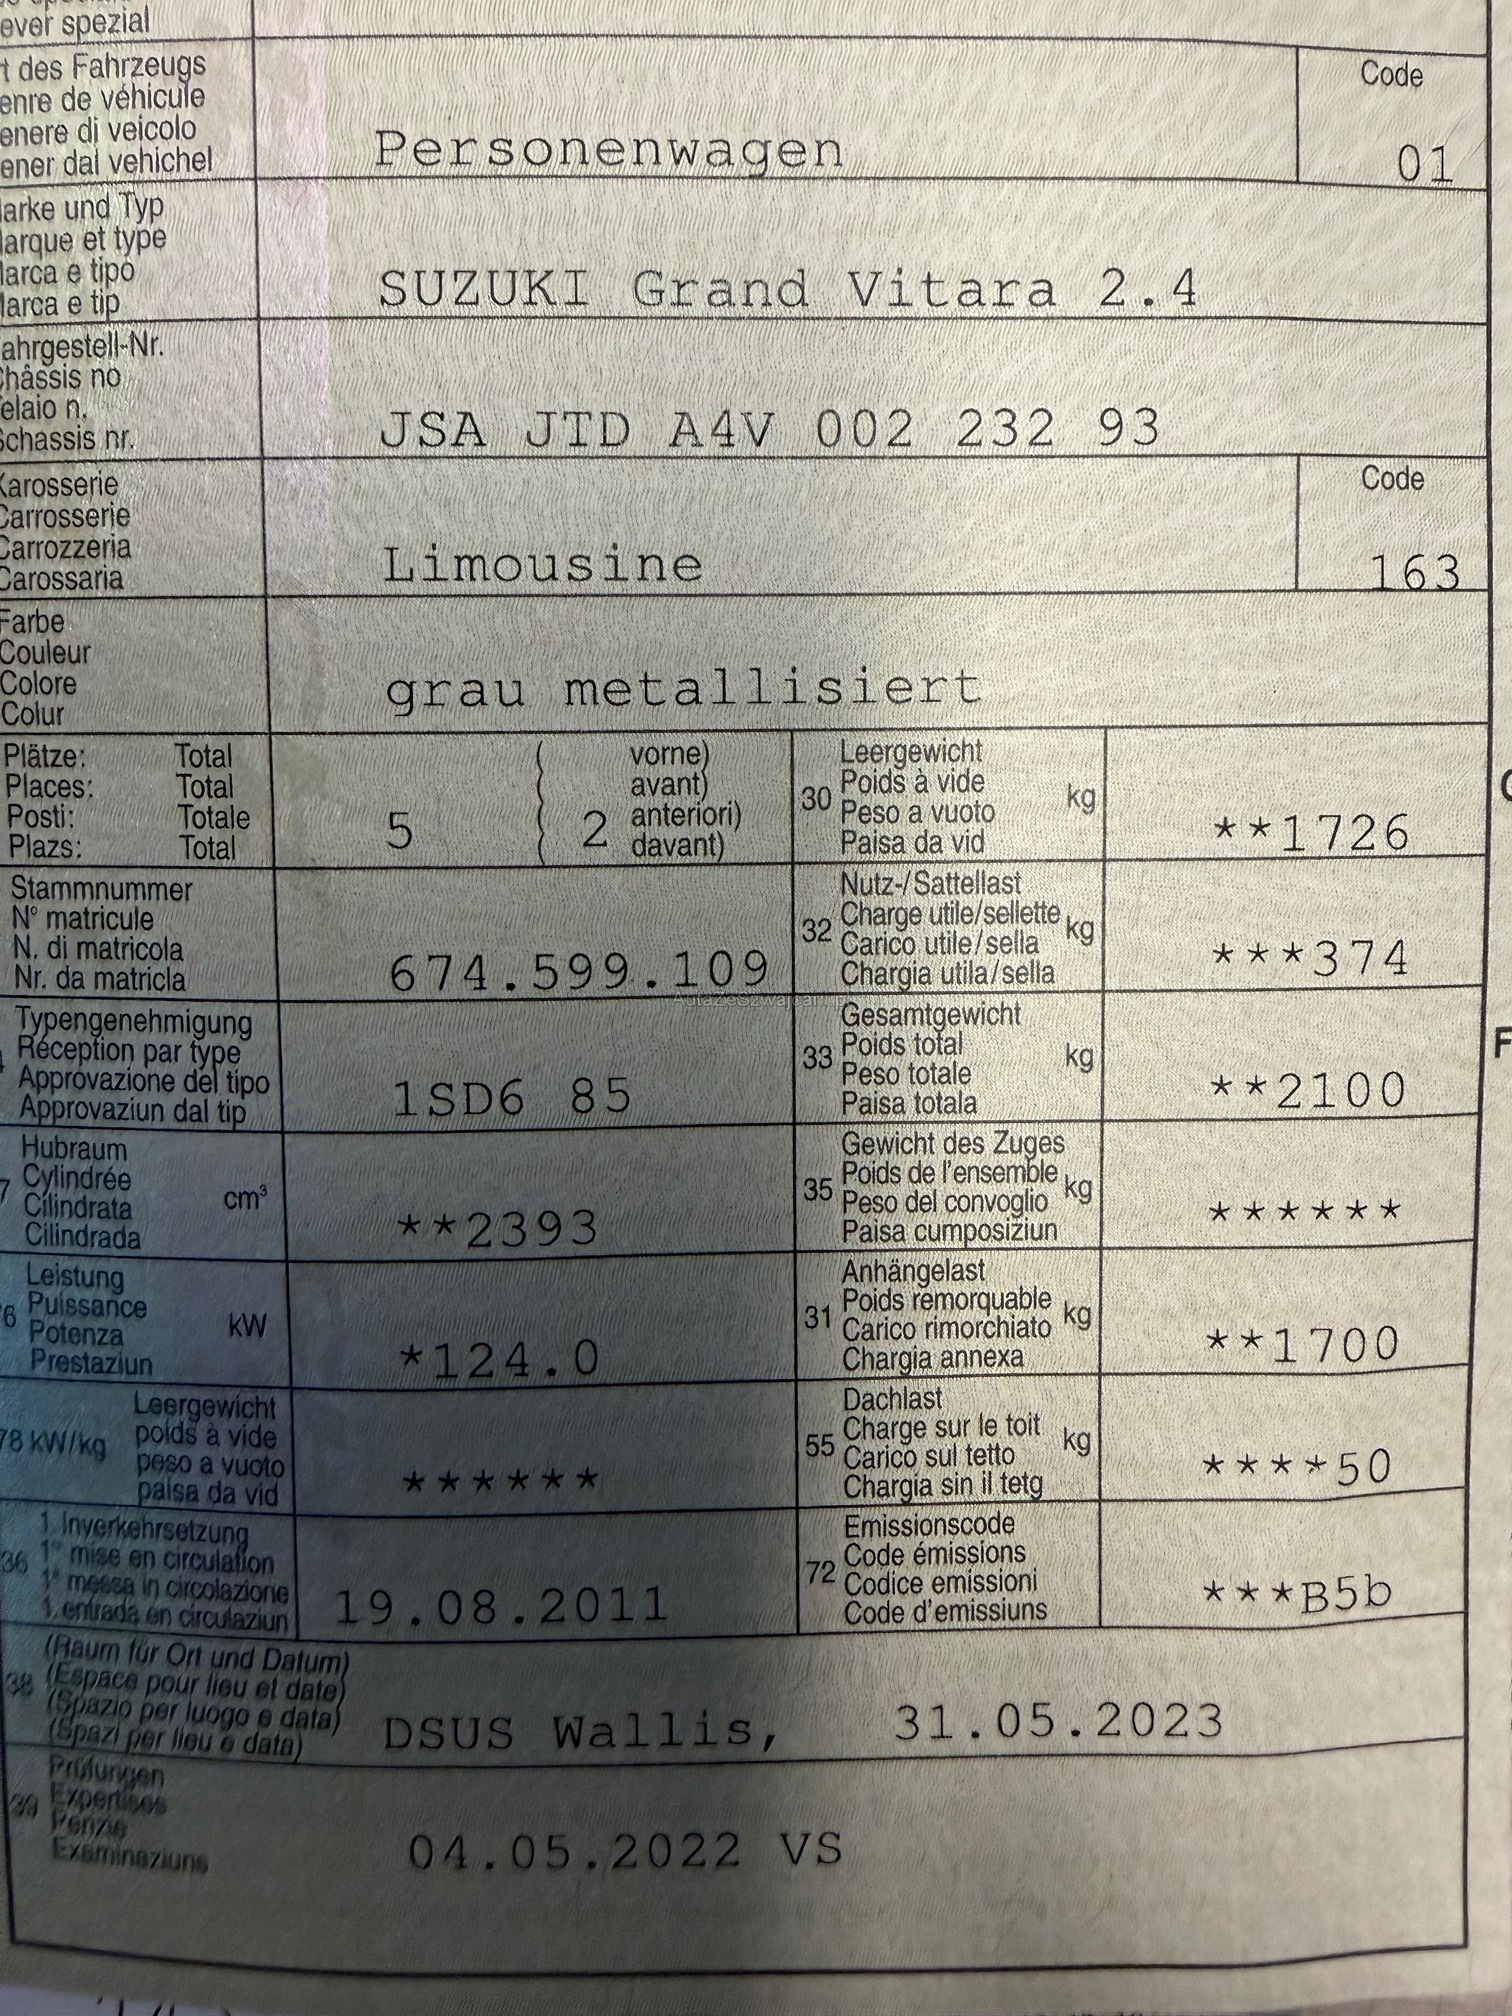 ever spezial
t des Fahrzeugs
enre de véhicule
enere di veicolo
ener dal vehichel
Personenwagen
Code
01
arke und Typ
arque et type
arca e tipo
arca e tip
SUZUKI Grand Vitara 2.4
ahrgestell-Nr.
hâssis no
elaio n.
Schassis nr.
JSA JTD A4V 002 232 93
Karosserie
Carrosserie
Carrozzeria
Carossaria
Limousine
Code
163
Farbe
Couleur
Colore
Colur
grau metallisiert
Plätze: Total
Places: Total
Posti: Totale
Plazs: Total
5
( vorne)
( avant)
( 2 anteriori)
( davant)
30 Leergewicht
Poids à vide
Peso a vuoto
Paisa da vid
kg
**1726
Stammnummer
N° matricule
N. di matricola
Nr. da matricla
674.599.109
32 Nutz-/Sattellast
Charge utile/sellette
Carico utile/sella
Chargia utila/sella
kg
***374
Typengenehmigung
Réception par type
Approvazione del tipo
Approvaziun dal tip
1SD6 85
33 Gesamtgewicht
Poids total
Peso totale
Paisa totala
kg
**2100
Hubraum
7 Cylindrée
Cilindrata
Cilindrada
cm³
**2393
35 Gewicht des Zuges
Poids de l'ensemble
Peso del convoglio
Paisa cumposiziun
kg
******
Leistung
6 Puissance
Potenza
Prestaziun
kW
*124.0
31 Anhängelast
Poids remorquable
Carico rimorchiato
Chargia annexa
kg
**1700
78 kW/kg
Leergewicht
poids à vide
peso a vuoto
paisa da vid
******
55 Dachlast
Charge sur le toit
Carico sul tetto
Chargia sin il tetg
kg
****50
36 1. Inverkehrsetzung
1re mise en circulation
1a messa in circolazione
1. entrada en circulaziun
19.08.2011
72 Emissionscode
Code émissions
Codice emissioni
Code d'emissiuns
***B5b
38 (Raum für Ort und Datum)
(Espace pour lieu et date)
(Spazio per luogo e data)
(Spazi per lieu e data)
DSUS Wallis, 31.05.2023
39 Prüfungen
Expertises
Perizie
Examinaziuns
04.05.2022 VS
F